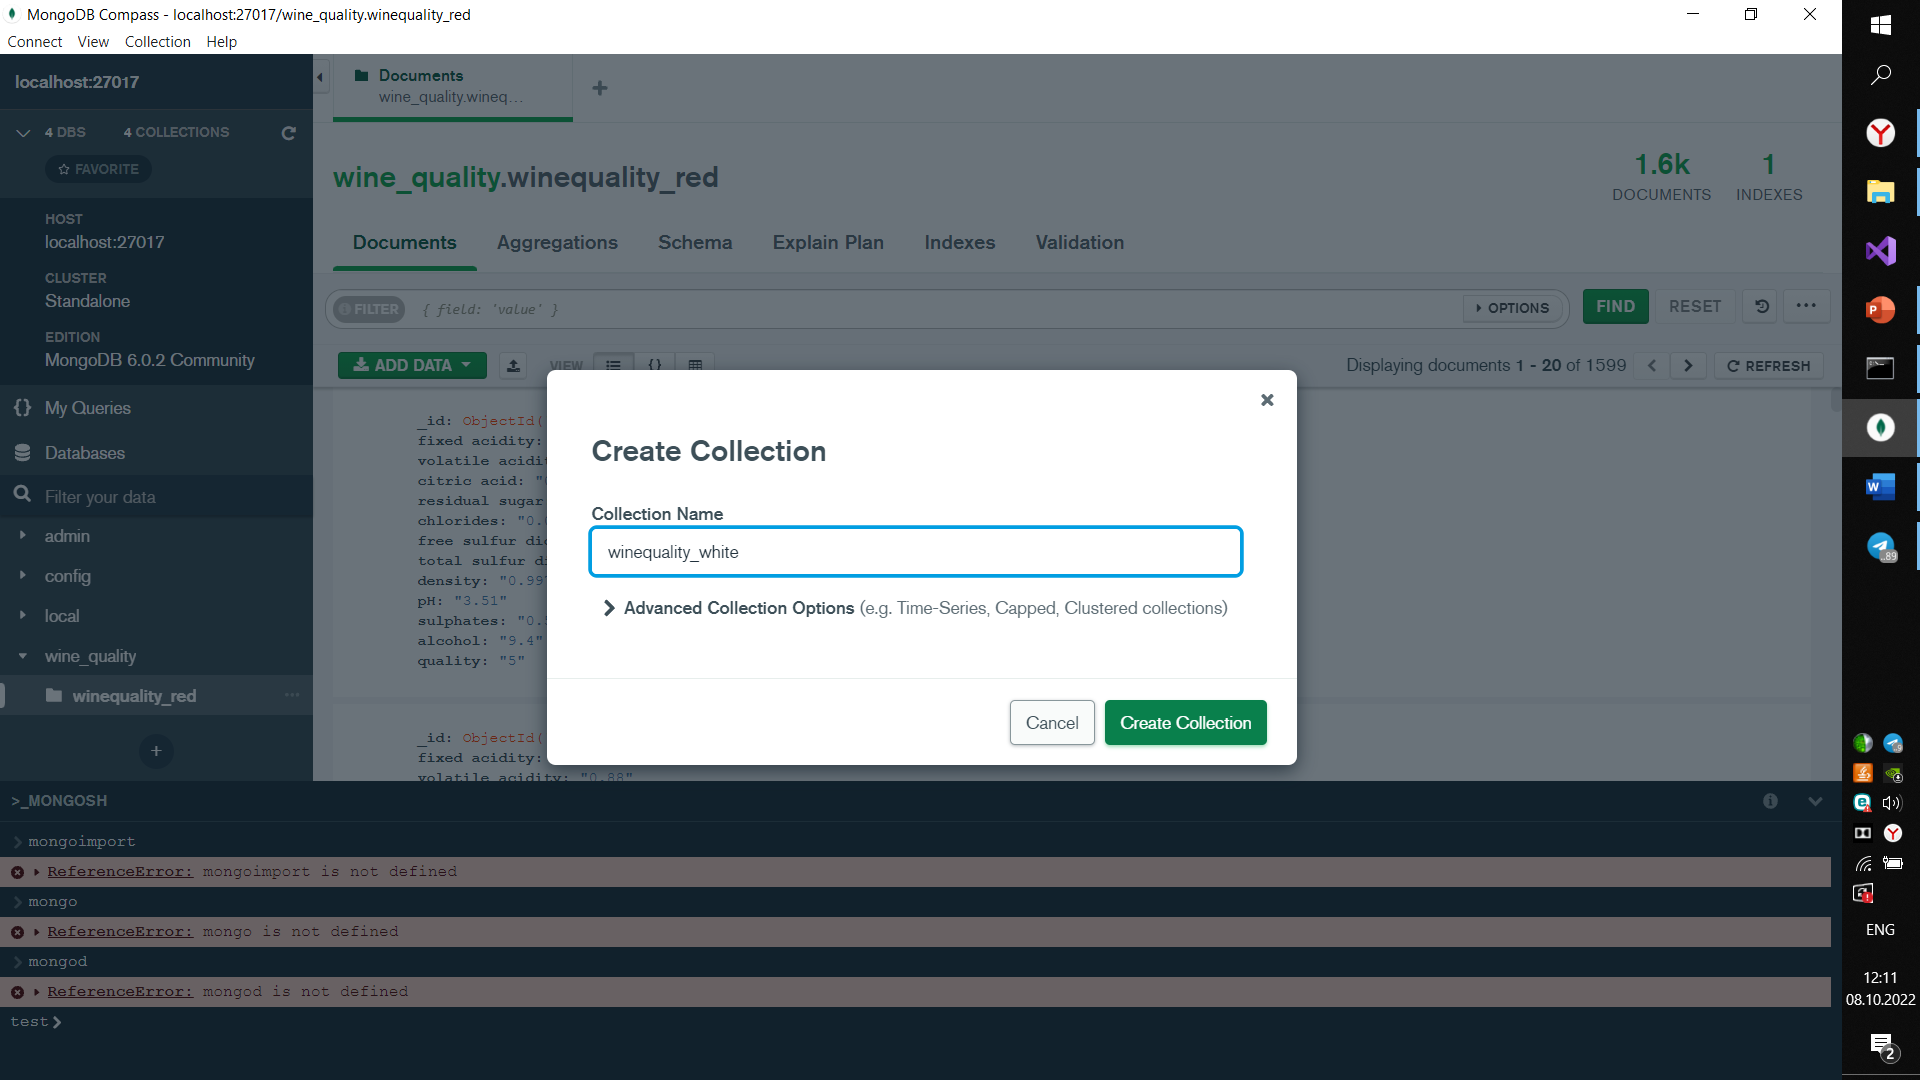 MongoDB Compass - localhost:27017/wine_quality.winequality_red
Connect View Collection Help
localhost:27017
4 DBS 4 COLLECTIONS
FAVORITE
HOST
localhost:27017
CLUSTER
Standalone
EDITION
MongoDB 6.0.2 Community
{} My Queries
Databases
Filter your data
admin
config
local
wine_quality
winequality_red
Documents
wine_quality.wineq...
wine_quality.winequality_red
1.6k
DOCUMENTS
1
INDEXES
Documents Aggregations Schema Explain Plan Indexes Validation
FILTER { field: 'value' } OPTIONS FIND RESET
ADD DATA VIEW {} Displaying documents 1 - 20 of 1599 REFRESH
_id: ObjectId(
fixed acidity:
volatile acidi
citric acid: "
residual sugar
chlorides: "0.
free sulfur
total sulfur
density: "0.99
pH: "3.51"
sulphates: "0.
alcohol: "9.4"
quality: "5"
_id: ObjectId(
fixed acidity:
volatile acidity: "0.88"
Create Collection
Collection Name
winequality_white
Advanced Collection Options (e.g. Time-Series, Capped, Clustered collections)
Cancel Create Collection
>_MONGOSH
mongoimport
ReferenceError: mongoimport is not defined
mongo
ReferenceError: mongo is not defined
mongod
ReferenceError: mongod is not defined
test>
ENG
12:11
08.10.2022
2